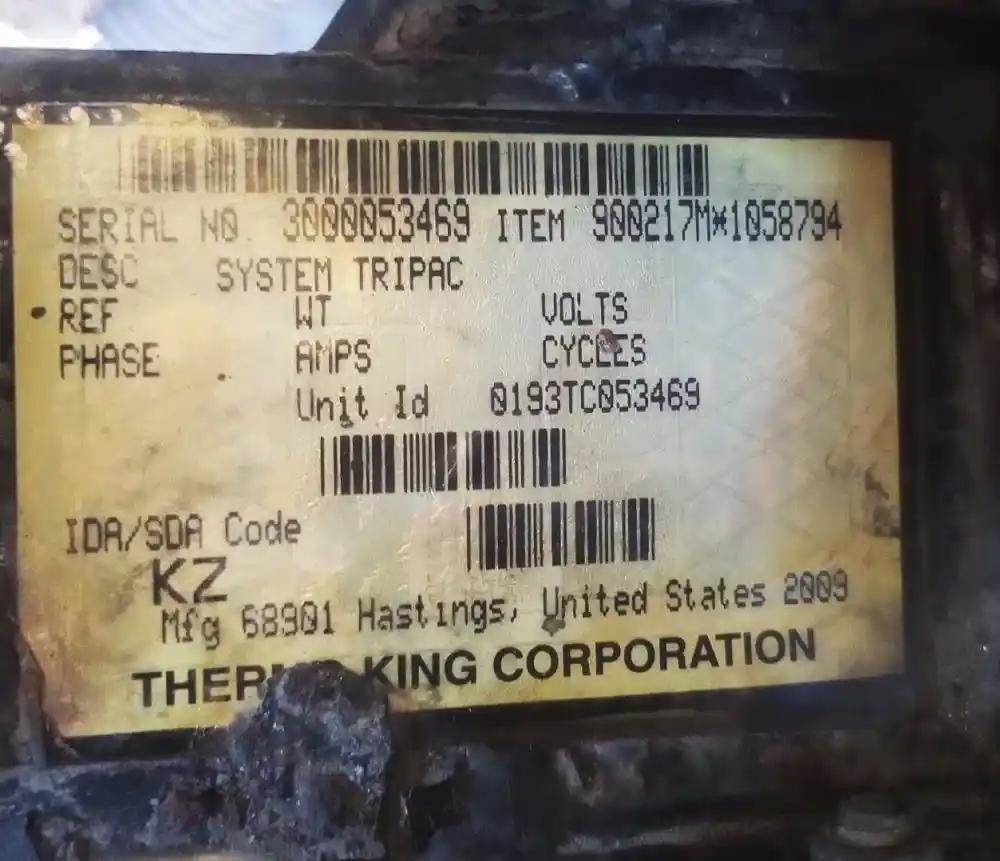 SERIAL NO. 3000053469 ITEM 900217M*1058794
DESC SYSTEM TRIPAC
REF WT VOLTS
PHASE AMPS CYCLES
Unit Id 0193TC053469
IDA/SDA Code
KZ
Mfg 68901 Hastings, United States 2009
KING CORPORATION